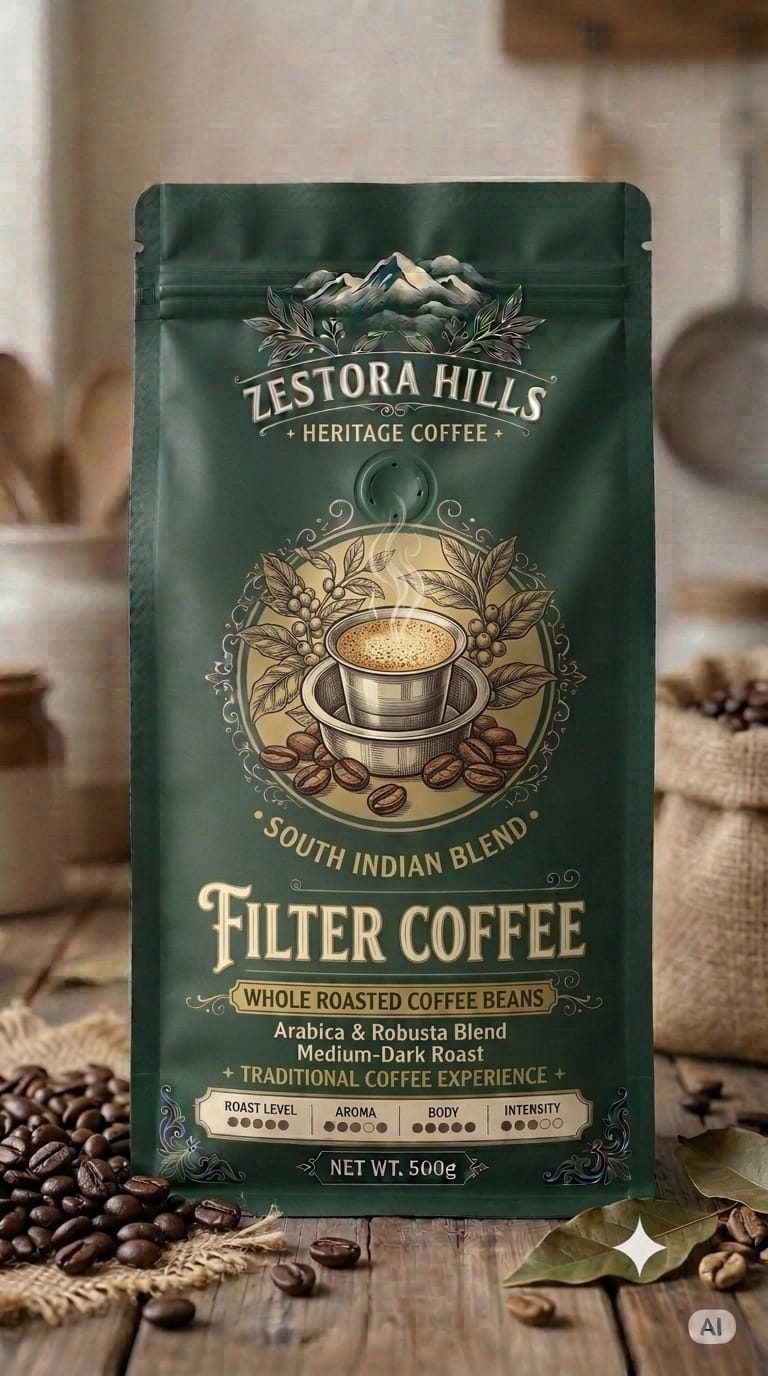 ZESTORA HILLS
+ HERITAGE COFFEE +
• SOUTH INDIAN BLEND •
FILTER COFFEE
WHOLE ROASTED COFFEE BEANS
Arabica & Robusta Blend
Medium-Dark Roast
+ TRADITIONAL COFFEE EXPERIENCE +
ROAST LEVEL AROMA BODY INTENSITY
NET WT. 500g
AI